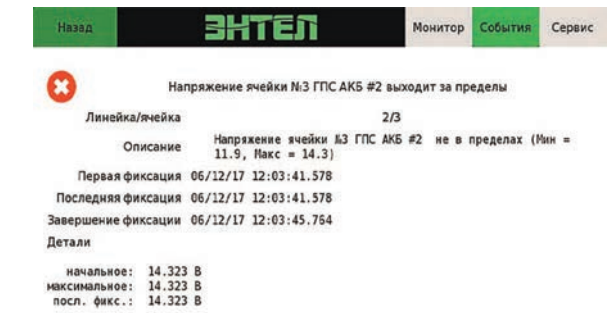 Назад ЭНТЕЛ Монитор События Сервис
Напряжение ячейки №3 ГПС АКБ #2 выходит за пределы
Линейка/ячейка 2/3
Описание Напряжение ячейки №3 ГПС АКБ #2 не в пределах (Мин =
11.9, Макс = 14.3)
Первая фиксация 06/12/17 12:03:41.578
Последняя фиксация 06/12/17 12:03:41.578
Завершение фиксации 06/12/17 12:03:45.764
Детали
начальное: 14.323 В
максимальное: 14.323 В
посл. фикс.: 14.323 В